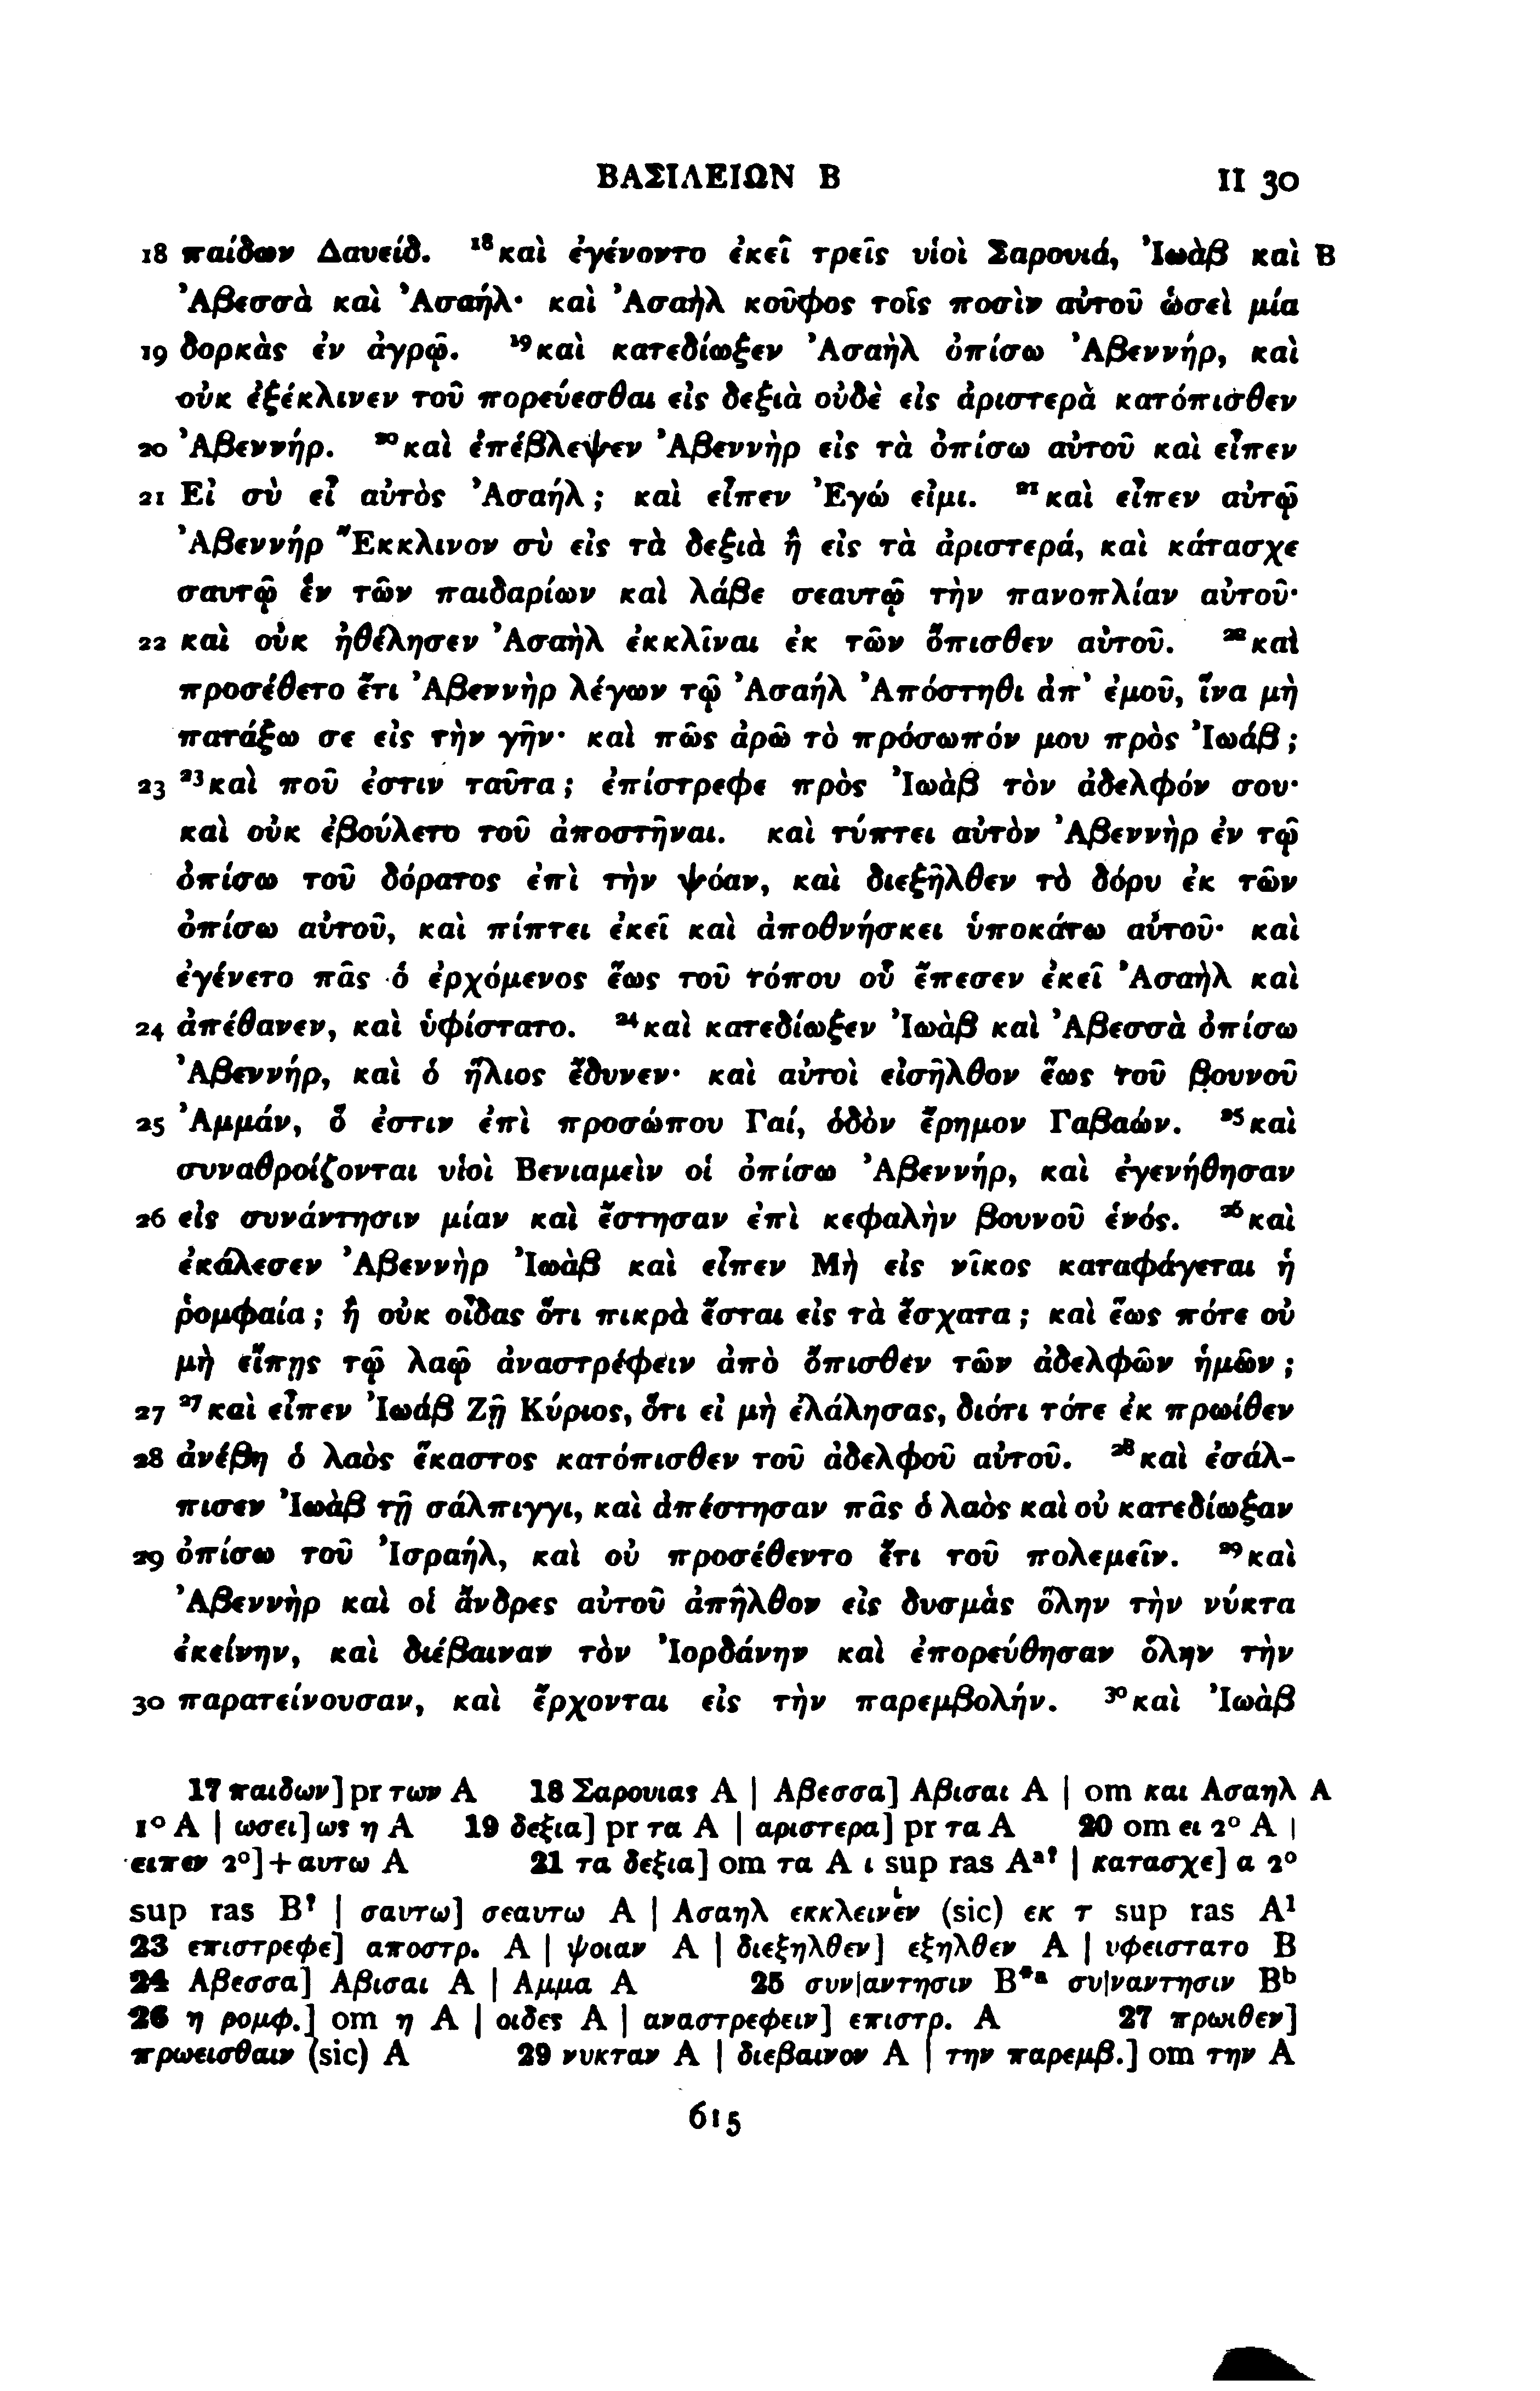 ΒΑΣΙΛΕΙΩΝ Β II 30
18 παίδων Δαυείδ. ¹⁸καὶ ἐγένοντο ἐκεῖ τρεῖς υἱοὶ Σαρουιά, Ἰωὰβ καὶ B
Ἀβεσσὰ καὶ Ἀσαήλ· καὶ Ἀσαὴλ κοῦφος τοῖς ποσὶν αὐτοῦ ὡσεὶ μία
19 δορκὰς ἐν ἀγρῷ. ¹⁹καὶ κατεδίωξεν Ἀσαὴλ ὀπίσω Ἀβεννήρ, καὶ
οὐκ ἐξέκλινεν τοῦ πορεύεσθαι εἰς δεξιὰ οὐδὲ εἰς ἀριστερὰ κατόπισθεν
20 Ἀβεννήρ. ²⁰καὶ ἐπέβλεψεν Ἀβεννὴρ εἰς τὰ ὀπίσω αὐτοῦ καὶ εἶπεν
21 Εἰ σὺ εἶ αὐτὸς Ἀσαήλ; καὶ εἶπεν Ἐγώ εἰμι. ²¹καὶ εἶπεν αὐτῷ
Ἀβεννήρ Ἔκκλινον σὺ εἰς τὰ δεξιὰ ἢ εἰς τὰ ἀριστερά, καὶ κάτασχε
σαυτῷ ἓν τῶν παιδαρίων καὶ λάβε σεαυτῷ τὴν πανοπλίαν αὐτοῦ·
22 καὶ οὐκ ἠθέλησεν Ἀσαὴλ ἐκκλῖναι ἐκ τῶν ὄπισθεν αὐτοῦ. ²²καὶ
προσέθετο ἔτι Ἀβεννὴρ λέγων τῷ Ἀσαήλ Ἀπόστηθι ἀπ' ἐμοῦ, ἵνα μὴ
πατάξω σε εἰς τὴν γῆν· καὶ πῶς ἀρῶ τὸ πρόσωπόν μου πρὸς Ἰωάβ;
23 ²³καὶ ποῦ ἐστιν ταῦτα; ἐπίστρεφε πρὸς Ἰωὰβ τὸν ἀδελφόν σου·
καὶ οὐκ ἐβούλετο τοῦ ἀποστῆναι. καὶ τύπτει αὐτὸν Ἀβεννὴρ ἐν τῷ
ὀπίσω τοῦ δόρατος ἐπὶ τὴν ψόαν, καὶ διεξῆλθεν τὸ δόρυ ἐκ τῶν
ὀπίσω αὐτοῦ, καὶ πίπτει ἐκεῖ καὶ ἀποθνήσκει ὑποκάτω αὐτοῦ· καὶ
ἐγένετο πᾶς ὁ ἐρχόμενος ἕως τοῦ τόπου οὗ ἔπεσεν ἐκεῖ Ἀσαὴλ καὶ
24 ἀπέθανεν, καὶ ὑφίστατο. ²⁴καὶ κατεδίωξεν Ἰωὰβ καὶ Ἀβεσσὰ ὀπίσω
Ἀβεννήρ, καὶ ὁ ἥλιος ἔδυνεν· καὶ αὐτοὶ εἰσῆλθον ἕως τοῦ βουνοῦ
25 Ἀμμάν, ὅ ἐστιν ἐπὶ προσώπου Γαί, ὁδὸν ἔρημον Γαβαών. ²⁵καὶ
συναθροίζονται υἱοὶ Βενιαμεὶν οἱ ὀπίσω Ἀβεννήρ, καὶ ἐγενήθησαν
26 εἰς συνάντησιν μίαν καὶ ἔστησαν ἐπὶ κεφαλὴν βουνοῦ ἑνός. ²⁶καὶ
ἐκάλεσεν Ἀβεννὴρ Ἰωὰβ καὶ εἶπεν Μὴ εἰς νῖκος καταφάγεται ἡ
ῥομφαία; ἢ οὐκ οἶδας ὅτι πικρὰ ἔσται εἰς τὰ ἔσχατα; καὶ ἕως πότε οὐ
μὴ εἴπῃς τῷ λαῷ ἀναστρέφειν ἀπὸ ὄπισθεν τῶν ἀδελφῶν ἡμῶν;
27 ²⁷καὶ εἶπεν Ἰωάβ Ζῇ Κύριος, ὅτι εἰ μὴ ἐλάλησας, διότι τότε ἐκ πρωίθεν
28 ἀνέβη ὁ λαὸς ἕκαστος κατόπισθεν τοῦ ἀδελφοῦ αὐτοῦ. ²⁸καὶ ἐσάλ-
πισεν Ἰωὰβ τῇ σάλπιγγι, καὶ ἀπέστησαν πᾶς ὁ λαὸς καὶ οὐ κατεδίωξαν
29 ὀπίσω τοῦ Ἰσραήλ, καὶ οὐ προσέθεντο ἔτι τοῦ πολεμεῖν. ²⁹καὶ
Ἀβεννὴρ καὶ οἱ ἄνδρες αὐτοῦ ἀπῆλθον εἰς δυσμὰς ὅλην τὴν νύκτα
ἐκείνην, καὶ διέβαιναν τὸν Ἰορδάνην καὶ ἐπορεύθησαν ὅλην τὴν
30 παρατείνουσαν, καὶ ἔρχονται εἰς τὴν παρεμβολήν. ³⁰καὶ Ἰωὰβ
17 παιδων] pr των A 18 Σαρουιας A | Αβεσσα] Αβισαι A | om και Ασαηλ A
1° A | ωσει] ως η A 19 δεξια] pr τα A | αριστερα] pr τα A 20 om ει 2° A |
ειπεν 2°] + αυτω A 21 τα δεξια] om τα A ι sup ras Aᵃ? | κατασχε] α 2°
sup ras B? | σαυτω] σεαυτω A | Ασαηλ εκκλεινεν (sic) εκ τ sup ras A¹
23 επιστρεφε] αποστρ. A | ψοιαν A | διεξηλθεν] εξηλθεν A | υφειστατο B
24 Αβεσσα] Αβισαι A | Αμμα A 25 συν|αντησιν B*ᵃ συ|ναντησιν Bᵇ
26 η ρομφ.] om η A | οιδες A | αναστρεφειν] επιστρ. A 27 πρωιθεν]
πρωεισθαιν (sic) A 29 νυκταν A | διεβαινον A | την παρεμβ.] om την A
615